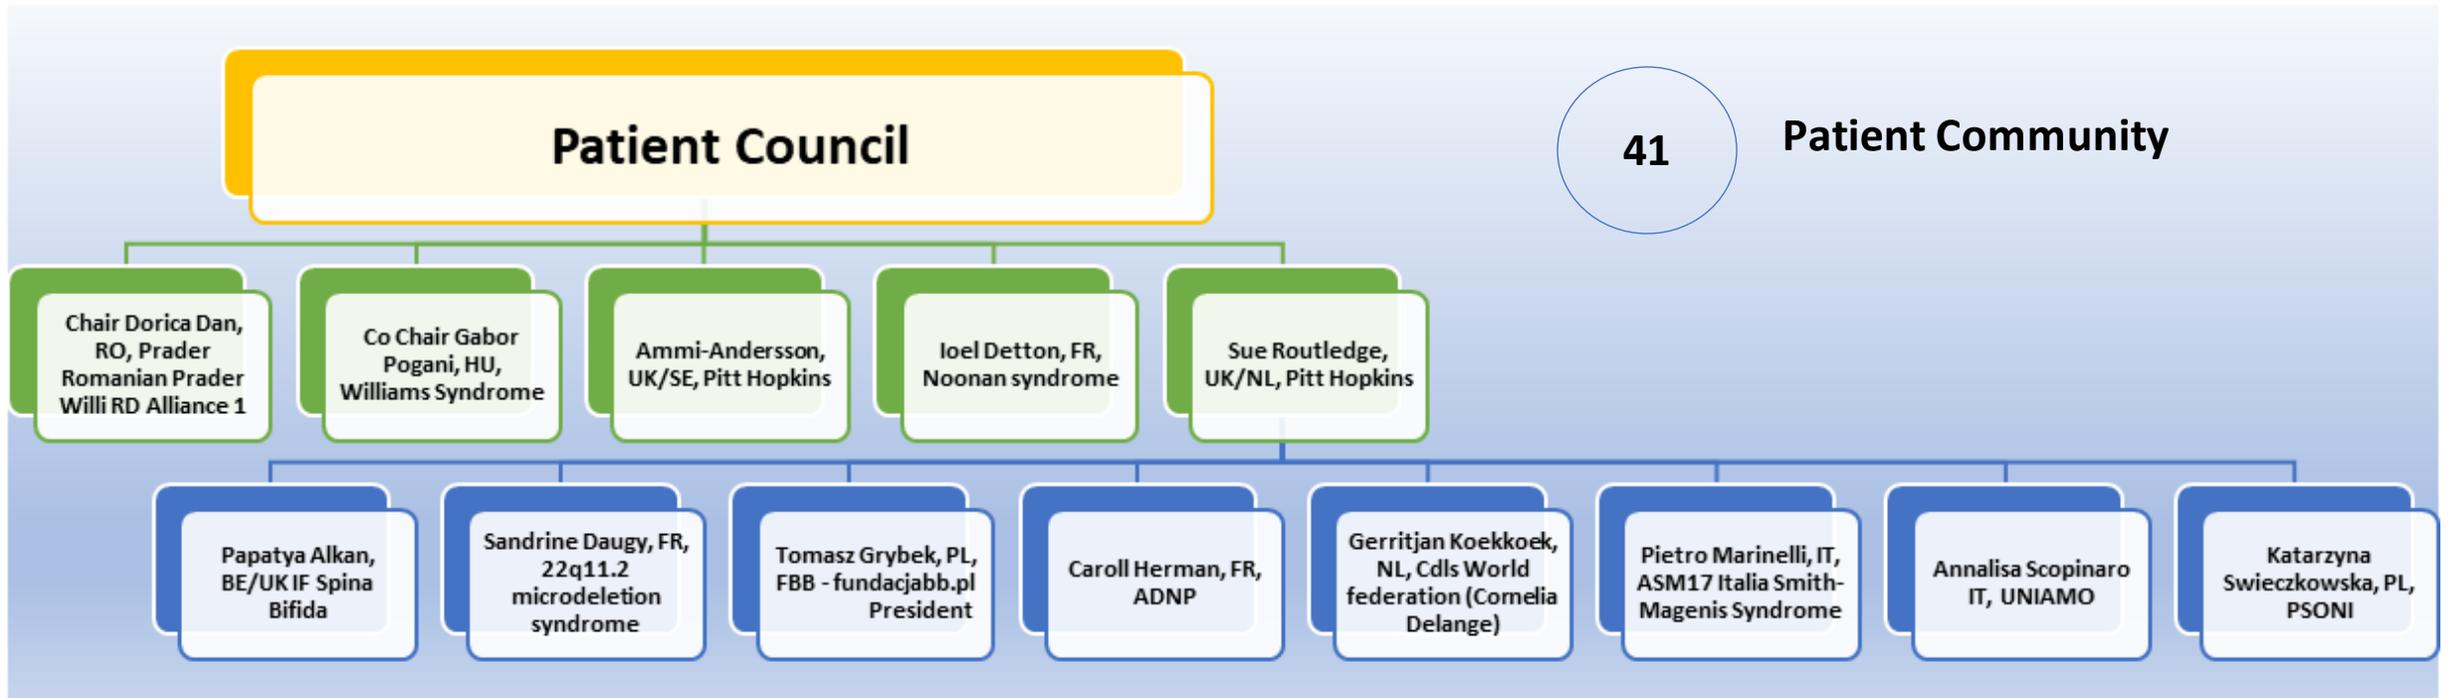 Patient Council
41
Patient Community
Chair Dorica Dan,
RO, Prader
Romanian Prader
Willi RD Alliance 1
Co Chair Gabor
Pogani, HU,
Williams Syndrome
Ammi-Andersson,
UK/SE, Pitt Hopkins
Ioel Detton, FR,
Noonan syndrome
Sue Routledge,
UK/NL, Pitt Hopkins
Papatya Alkan,
BE/UK IF Spina
Bifida
Sandrine Daugy, FR,
22q11.2
microdeletion
syndrome
Tomasz Grybek, PL,
FBB - fundacjabb.pl
President
Caroll Herman, FR,
ADNP
Gerritjan Koekkoek,
NL, Cdls World
federation (Cornelia
Delange)
Pietro Marinelli, IT,
ASM17 Italia Smith-
Magenis Syndrome
Annalisa Scopinaro
IT, UNIAMO
Katarzyna
Swieczkowska, PL,
PSONI